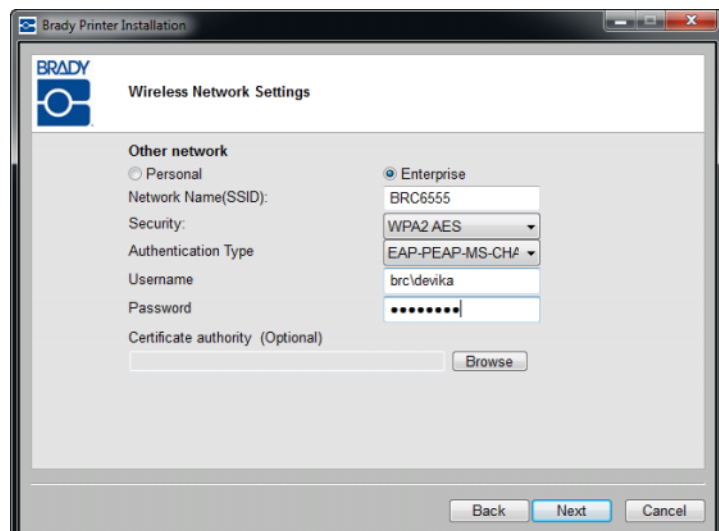 Brady Printer Installation
BRADY
Wireless Network Settings
Other network
Personal Enterprise
Network Name(SSID): BRC6555
Security: WPA2 AES
Authentication Type EAP-PEAP-MS-CHA
Username brc\devika
Password ••••••••
Certificate authority (Optional)
Browse
Back Next Cancel